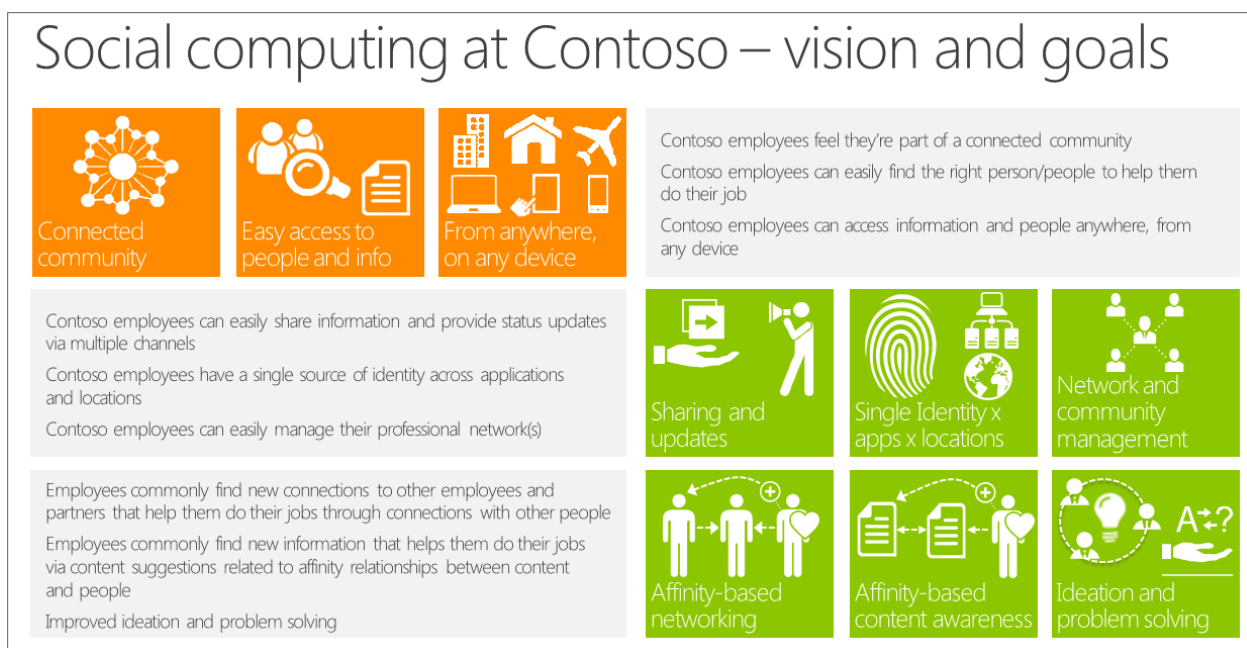 Social computing at Contoso – vision and goals
Connected
community
Easy access to
people and info
From anywhere,
on any device
Contoso employees feel they're part of a connected community
Contoso employees can easily find the right person/people to help them
do their job
Contoso employees can access information and people anywhere, from
any device
Contoso employees can easily share information and provide status updates
via multiple channels
Contoso employees have a single source of identity across applications
and locations
Contoso employees can easily manage their professional network(s)
Sharing and
updates
Single Identity x
apps x locations
Network and
community
management
Employees commonly find new connections to other employees and
partners that help them do their jobs through connections with other people
Employees commonly find new information that helps them do their jobs
via content suggestions related to affinity relationships between content
and people
Improved ideation and problem solving
Affinity-based
networking
Affinity-based
content awareness
A ?
Ideation and
problem solving